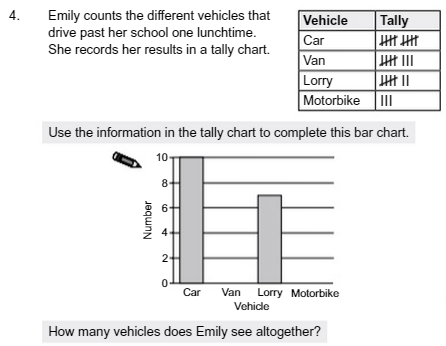 4. Emily counts the different vehicles that
drive past her school one lunchtime.
She records her results in a tally chart.
Vehicle Tally
Car 𝍸 𝍸
Van 𝍸 III
Lorry 𝍸 II
Motorbike III
Use the information in the tally chart to complete this bar chart.
10
8
6
4
2
0
Number
Car Van Lorry Motorbike
Vehicle
How many vehicles does Emily see altogether?